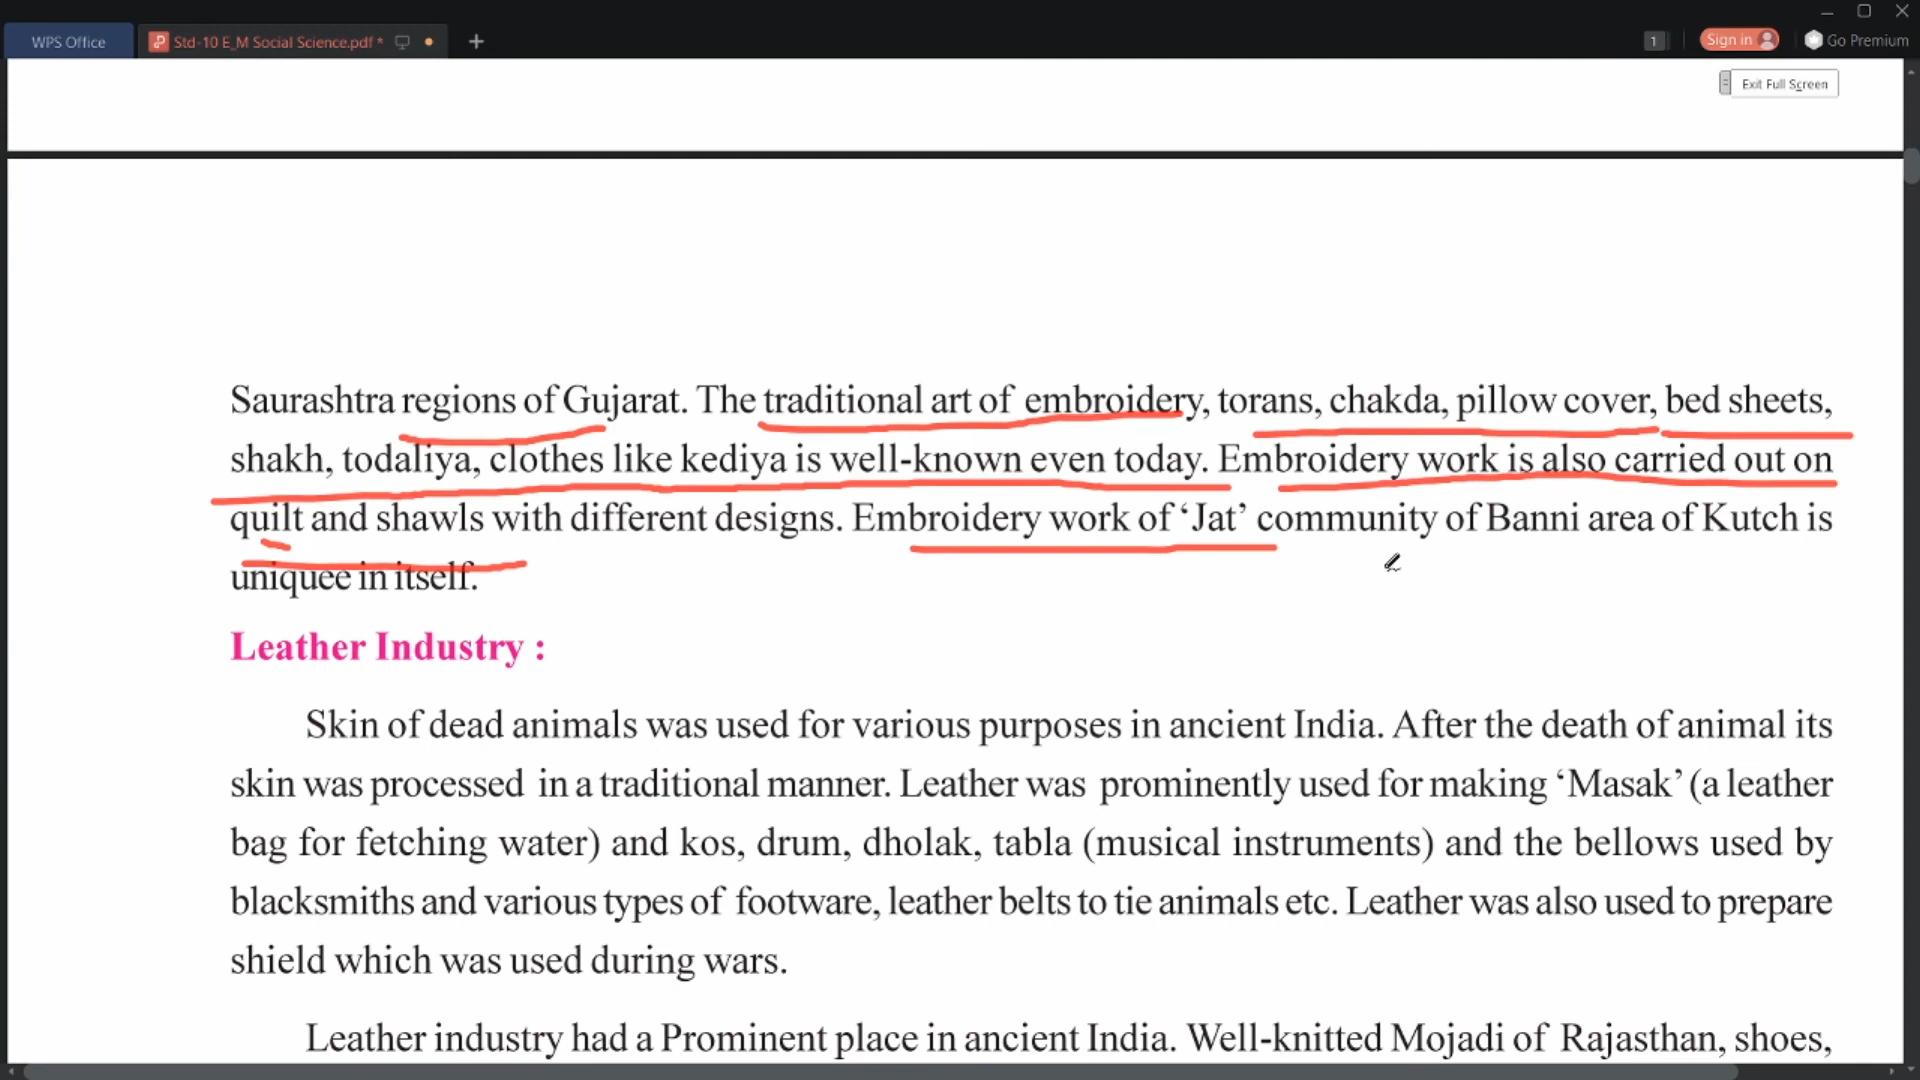 WPS Office
Std-10 E_M Social Science.pdf *
1
Sign in
Go Premium
Exit Full Screen
Saurashtra regions of Gujarat. The traditional art of embroidery, torans, chakda, pillow cover, bed sheets,
shakh, todaliya, clothes like kediya is well-known even today. Embroidery work is also carried out on
quilt and shawls with different designs. Embroidery work of ‘Jat’ community of Banni area of Kutch is
uniquee in itself.
Leather Industry :
Skin of dead animals was used for various purposes in ancient India. After the death of animal its
skin was processed in a traditional manner. Leather was prominently used for making ‘Masak’ (a leather
bag for fetching water) and kos, drum, dholak, tabla (musical instruments) and the bellows used by
blacksmiths and various types of footware, leather belts to tie animals etc. Leather was also used to prepare
shield which was used during wars.
Leather industry had a Prominent place in ancient India. Well-knitted Mojadi of Rajasthan, shoes,